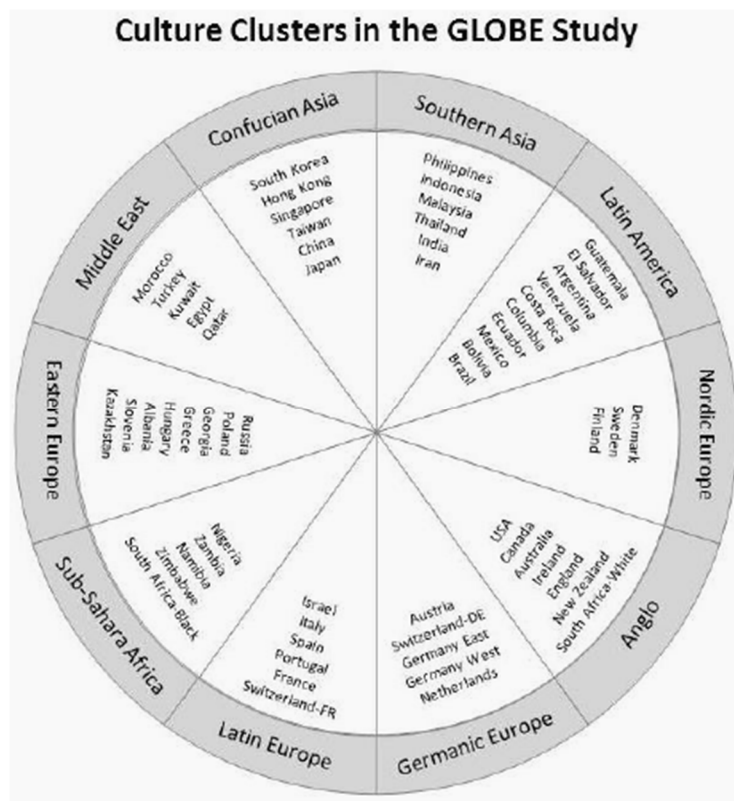 Culture Clusters in the GLOBE Study
Confucian Asia
South Korea
Hong Kong
Singapore
Taiwan
China
Japan
Southern Asia
Philippines
Indonesia
Malaysia
Thailand
India
Iran
Latin America
Guatemala
El Salvador
Argentina
Venezuela
Costa Rica
Columbia
Ecuador
Mexico
Bolivia
Brazil
Nordic Europe
Denmark
Sweden
Finland
Anglo
USA
Canada
Australia
Ireland
England
New Zealand
South Africa-White
Germanic Europe
Austria
Switzerland-DE
Germany East
Germany West
Netherlands
Latin Europe
Israel
Italy
Spain
Portugal
France
Switzerland-FR
Sub-Sahara Africa
Nigeria
Zambia
Namibia
Zimbabwe
South Africa-Black
Eastern Europe
Russia
Poland
Georgia
Greece
Hungary
Albania
Slovenia
Kazakhstan
Middle East
Morocco
Turkey
Kuwait
Egypt
Qatar